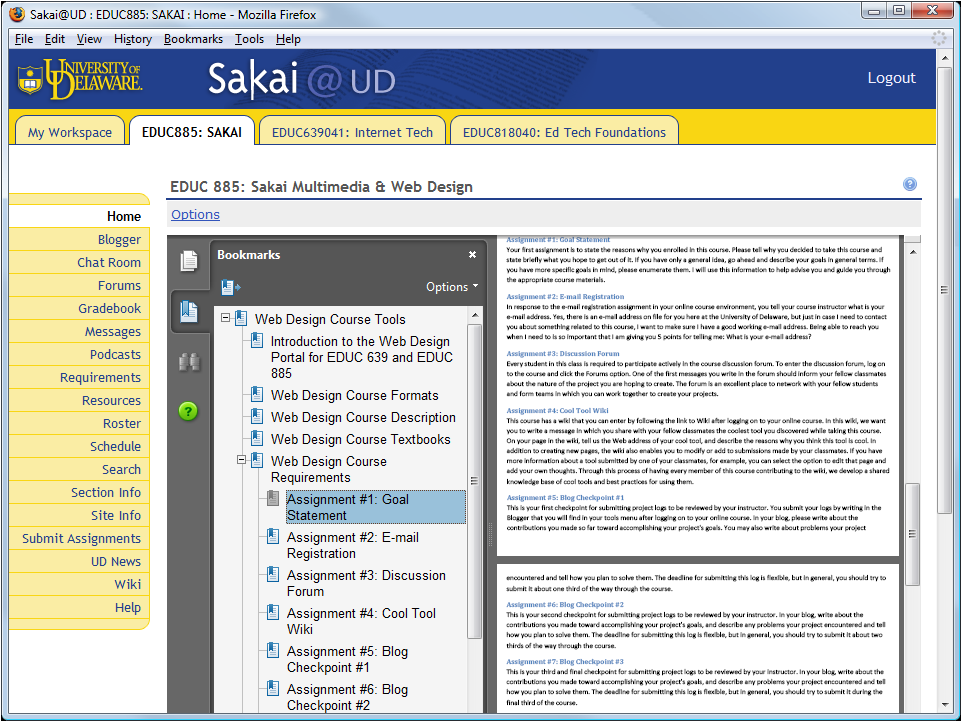 Sakai@UD : EDUC885: SAKAI : Home - Mozilla Firefox
File Edit View History Bookmarks Tools Help
UNIVERSITY OF DELAWARE.
Sakai @ UD
Logout
My Workspace
EDUC885: SAKAI
EDUC639041: Internet Tech
EDUC818040: Ed Tech Foundations
EDUC 885: Sakai Multimedia & Web Design
?
Options
Home
Blogger
Chat Room
Forums
Gradebook
Messages
Podcasts
Requirements
Resources
Roster
Schedule
Search
Section Info
Site Info
Submit Assignments
UD News
Wiki
Help
?
Bookmarks
Options
Web Design Course Tools
Introduction to the Web Design
Portal for EDUC 639 and EDUC
885
Web Design Course Formats
Web Design Course Description
Web Design Course Textbooks
Web Design Course
Requirements
Assignment #1: Goal
Statement
Assignment #2: E-mail
Registration
Assignment #3: Discussion
Forum
Assignment #4: Cool Tool
Wiki
Assignment #5: Blog
Checkpoint #1
Assignment #6: Blog
Checkpoint #2
Assignment #1: Goal Statement
Your first assignment is to state the reasons why you enrolled in this course. Please tell why you decided to take this course and
state briefly what you hope to get out of it. If you have only a general idea, go ahead and describe your goals in general terms. If
you have more specific goals in mind, please enumerate them. I will use this information to help advise you and guide you through
the appropriate course materials.
Assignment #2: E-mail Registration
In response to the e-mail registration assignment in your online course environment, you tell your course instructor what is your
e-mail address. Yes, there is an e-mail address on file for you here at the University of Delaware, but just in case I need to contact
you about something related to this course, I want to make sure I have a good working e-mail address. Being able to reach you
when I need to is so important that I am giving you 5 points for telling me: What is your e-mail address?
Assignment #3: Discussion Forum
Every student in this class is required to participate actively in the course discussion forum. To enter the discussion forum, log on
to the course and click the Forums option. One of the first messages you write in the forum should inform your fellow classmates
about the nature of the project you are hoping to create. The forum is an excellent place to network with your fellow students
and form teams in which you can work together to create your projects.
Assignment #4: Cool Tool Wiki
This course has a wiki that you can enter by following the link to Wiki after logging on to your online course. In this wiki, we want
you to write a message in which you share with your fellow classmates the coolest tool you discovered while taking this course.
On your page in the wiki, tell us the Web address of your cool tool, and describe the reasons why you think this tool is cool. In
addition to creating new pages, the wiki also enables you to modify or add to submissions made by your classmates. If you have
more information about a tool submitted by one of your classmates, for example, you can select the option to edit that page and
add your own thoughts. Through this process of having every member of this course contributing to the wiki, we develop a shared
knowledge base of cool tools and best practices for using them.
Assignment #5: Blog Checkpoint #1
This is your first checkpoint for submitting project logs to be reviewed by your instructor. You submit your logs by writing in the
Blogger that you will find in your tools menu after logging on to your online course. In your blog, please write about the
contributions you made so far toward accomplishing your project's goals. You may also write about problems your project
encountered and tell how you plan to solve them. The deadline for submitting this log is flexible, but in general, you should try to
submit it about one third of the way through the course.
Assignment #6: Blog Checkpoint #2
This is your second checkpoint for submitting project logs to be reviewed by your instructor. In your blog, write about the
contributions you made toward accomplishing your project's goals, and describe any problems your project encountered and tell
how you plan to solve them. The deadline for submitting this log is flexible, but in general, you should try to submit it about two
thirds of the way through the course.
Assignment #7: Blog Checkpoint #3
This is your third and final checkpoint for submitting project logs to be reviewed by your instructor. In your blog, write about the
contributions you made toward accomplishing your project's goals, and describe any problems your project encountered and tell
how you plan to solve them. The deadline for submitting this log is flexible, but in general, you should try to submit it during the
final third of the course.